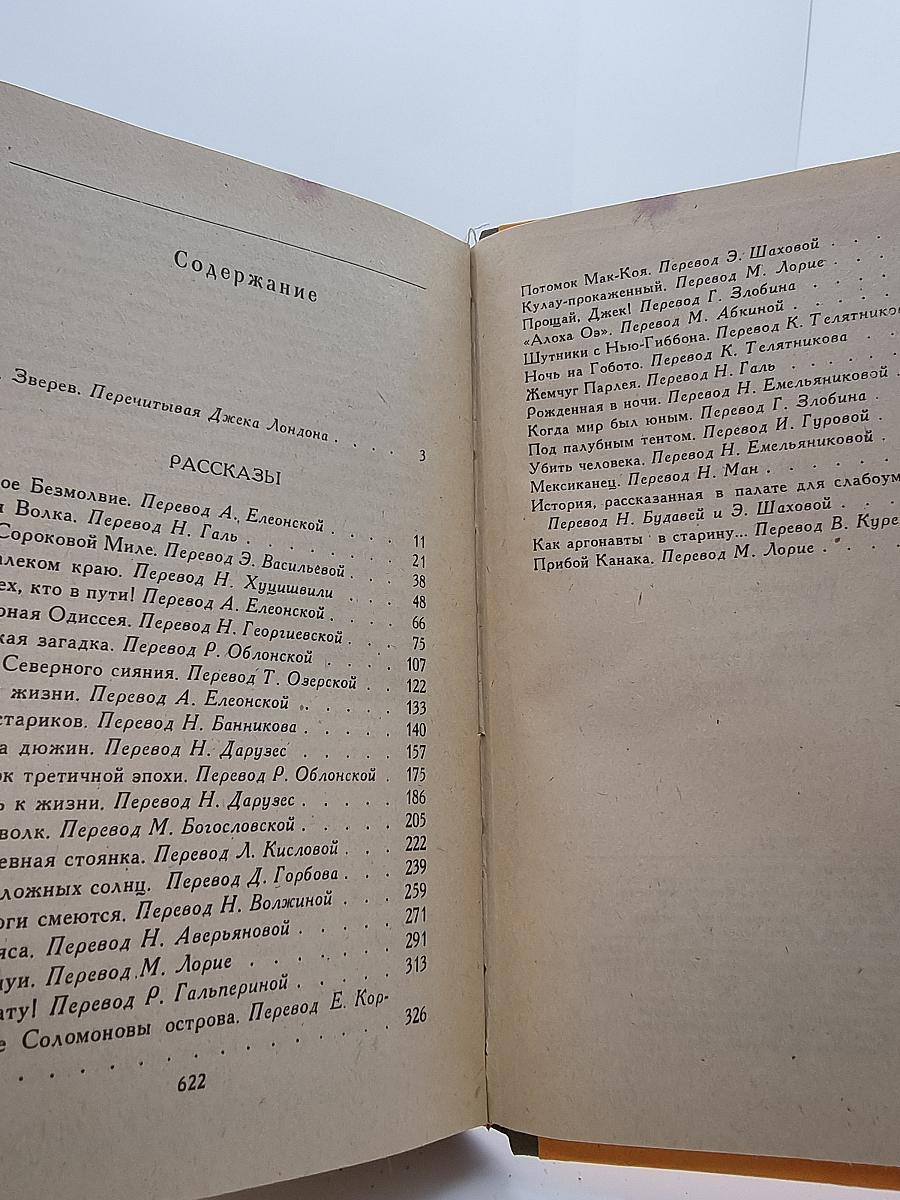 Содержание
Зверев. Перечитывая Джека Лондона . . . 3
РАССКАЗЫ
ое Безмолвие. Перевод А. Елеонской . . . . 11
Волка. Перевод Н. Галь . . . . . . . 21
Сороковой Миле. Перевод Э. Васильевой . . . . 38
алеком краю. Перевод Н. Хуцишвили . . . 48
ех, кто в пути! Перевод А. Елеонской . . . . 66
рная Одиссея. Перевод Н. Георгиевской . . . . 75
кая загадка. Перевод Р. Облонской . . . . 107
Северного сияния. Перевод Т. Озерской . . 122
жизни. Перевод А. Елеонской . . . . . 133
стариков. Перевод Н. Банникова . . . . . 140
а дюжин. Перевод Н. Дарузес . . . . . 157
ок третичной эпохи. Перевод Р. Облонской . 175
ь к жизни. Перевод Н. Дарузес . . . . . 186
волк. Перевод М. Богословской . . . . . 205
евная стоянка. Перевод Л. Кисловой . . . 222
ложных солнц. Перевод Д. Горбова . . . 239
оги смеются. Перевод Н. Волжиной . . . 259
яса. Перевод Н. Аверьяновой . . . . 271
нуи. Перевод М. Лорие . . . . . . 291
ату! Перевод Р. Гальпериной . . . . . 313
е Соломоновы острова. Перевод Е. Кор-
. . . . . . . . . . . . . 326
622
Потомок Мак-Коя. Перевод Э. Шаховой . . .
Кулау-прокаженный. Перевод М. Лорие . . .
Прощай, Джек! Перевод Г. Злобина . . . .
«Алоха Оэ». Перевод М. Абкиной . . . .
Шутники с Нью-Гиббона. Перевод К. Телятников
Ночь на Гобото. Перевод К. Телятникова . .
Жемчуг Парлея. Перевод Н. Галь . . . . .
Рожденная в ночи. Перевод Н. Емельяниковой .
Когда мир был юным. Перевод Г. Злобина . .
Под палубным тентом. Перевод И. Гуровой . .
Убить человека. Перевод Н. Емельяниковой . .
Мексиканец. Перевод Н. Ман . . . . . .
История, рассказанная в палате для слабоум
Перевод Н. Будавей и Э. Шаховой . . . .
Как аргонавты в старину... Перевод В. Куре
Прибой Канака. Перевод М. Лорие . . . .